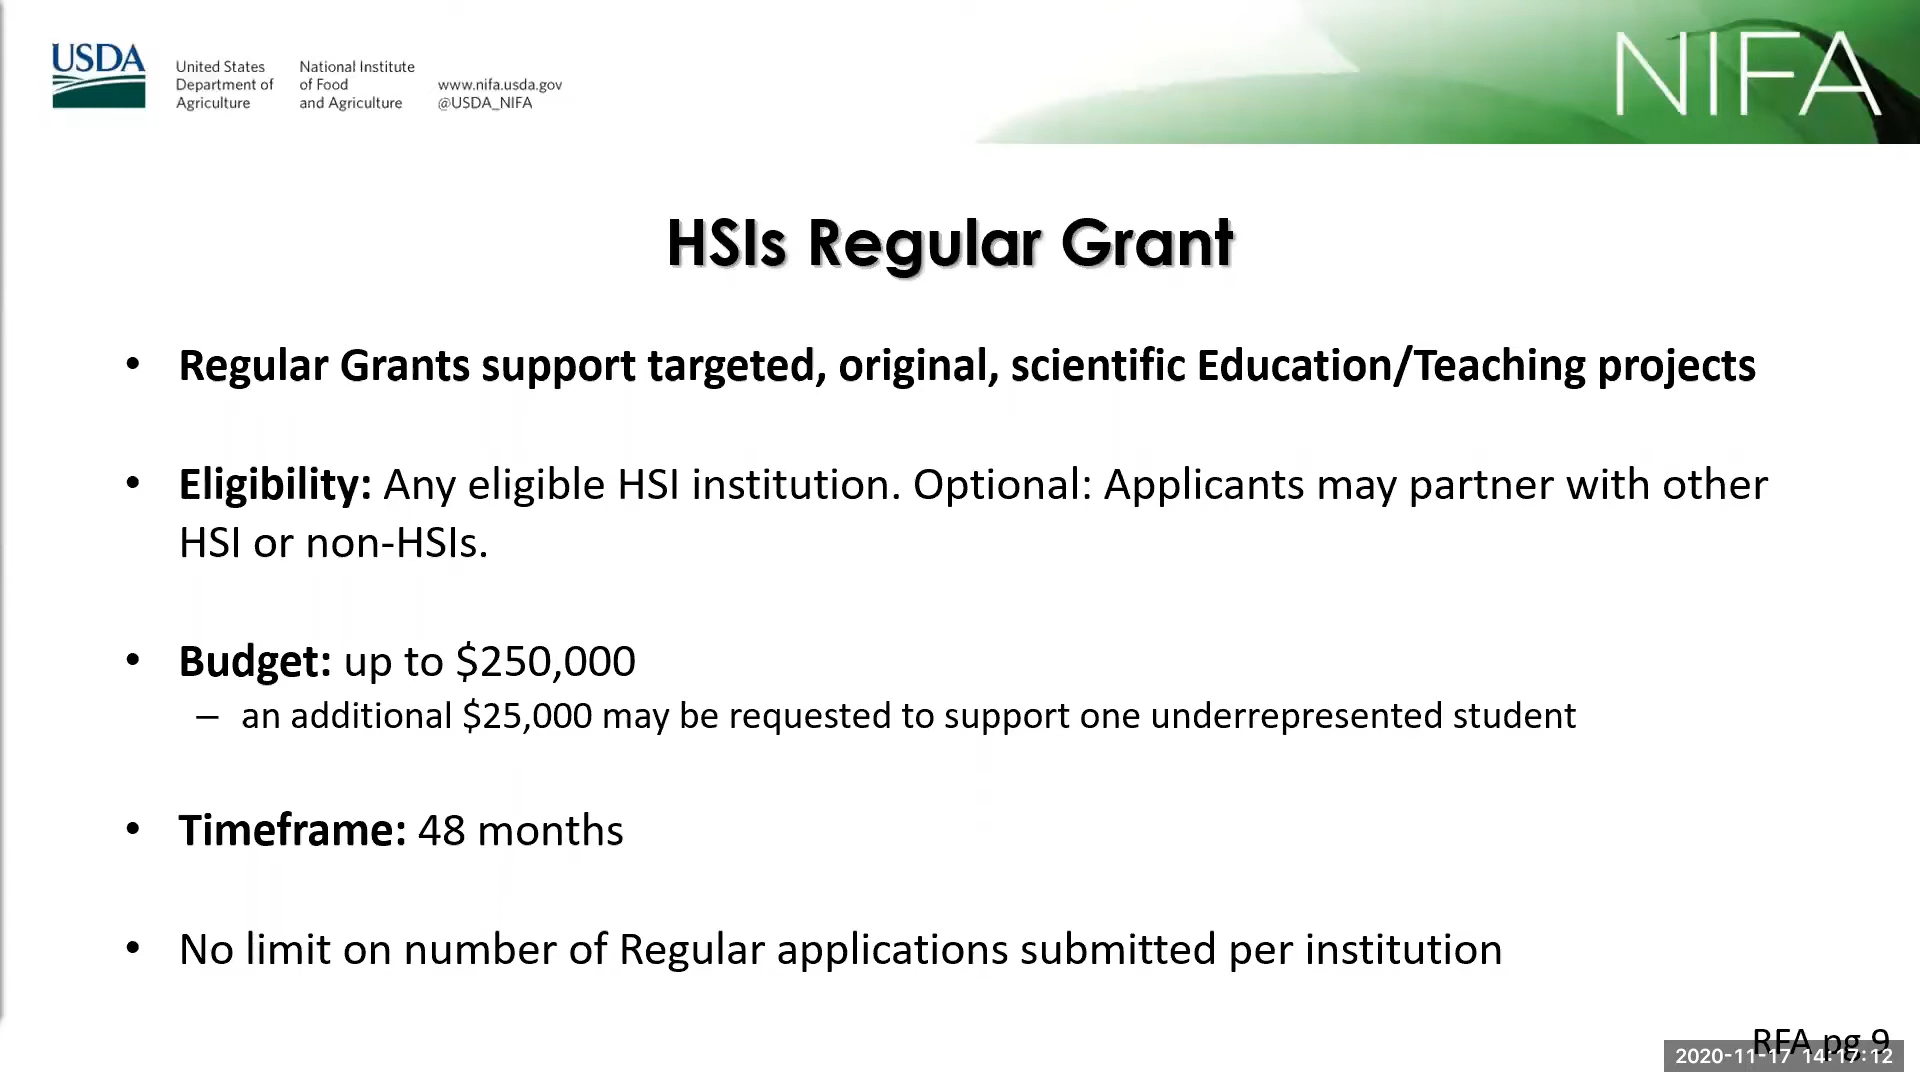 USDA
United States
Department of
Agriculture
National Institute
of Food
and Agriculture
www.nifa.usda.gov
@USDA_NIFA
NIFA
HSIs Regular Grant
• Regular Grants support targeted, original, scientific Education/Teaching projects
• Eligibility: Any eligible HSI institution. Optional: Applicants may partner with other
HSI or non-HSIs.
• Budget: up to $250,000
– an additional $25,000 may be requested to support one underrepresented student
• Timeframe: 48 months
• No limit on number of Regular applications submitted per institution
RFA pg 9
2020-11-17 14:17:12